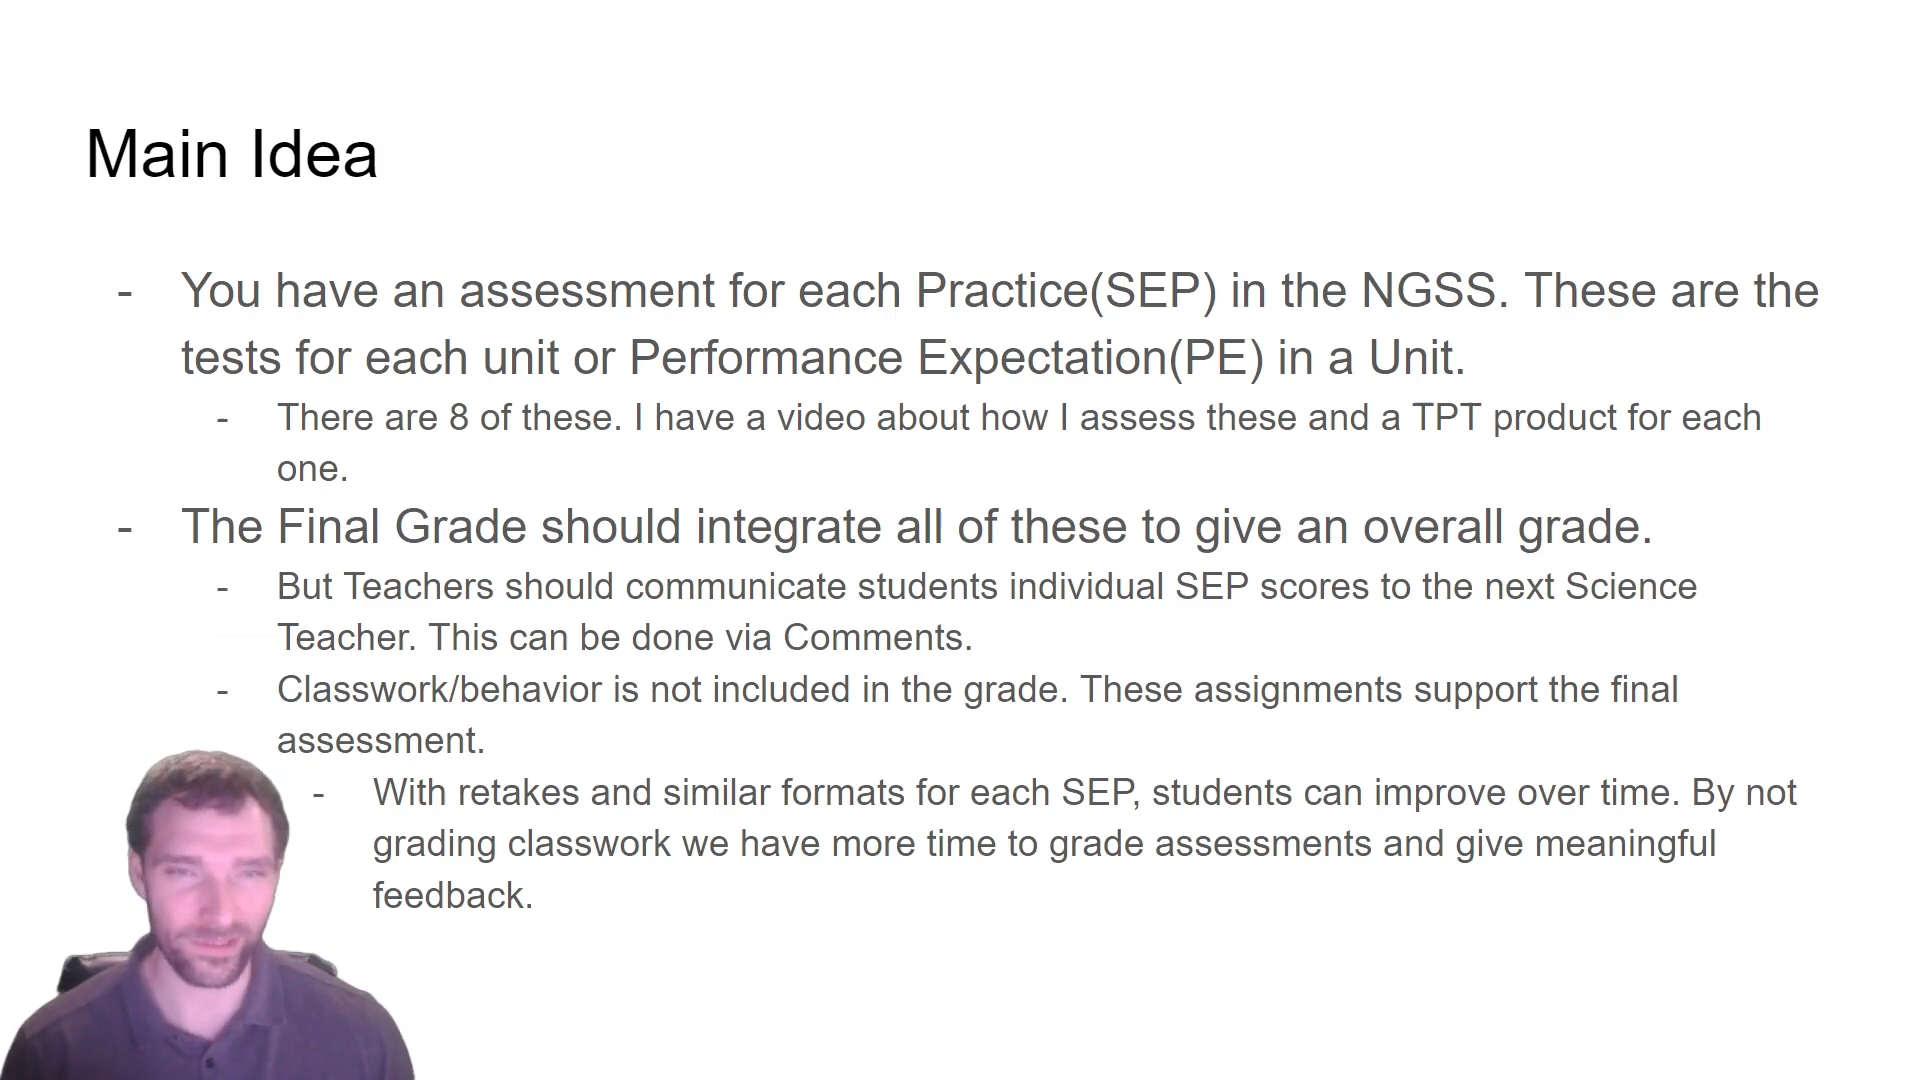 Main Idea
- You have an assessment for each Practice(SEP) in the NGSS. These are the
tests for each unit or Performance Expectation(PE) in a Unit.
- There are 8 of these. I have a video about how I assess these and a TPT product for each
one.
- The Final Grade should integrate all of these to give an overall grade.
- But Teachers should communicate students individual SEP scores to the next Science
Teacher. This can be done via Comments.
- Classwork/behavior is not included in the grade. These assignments support the final
assessment.
- With retakes and similar formats for each SEP, students can improve over time. By not
grading classwork we have more time to grade assessments and give meaningful
feedback.